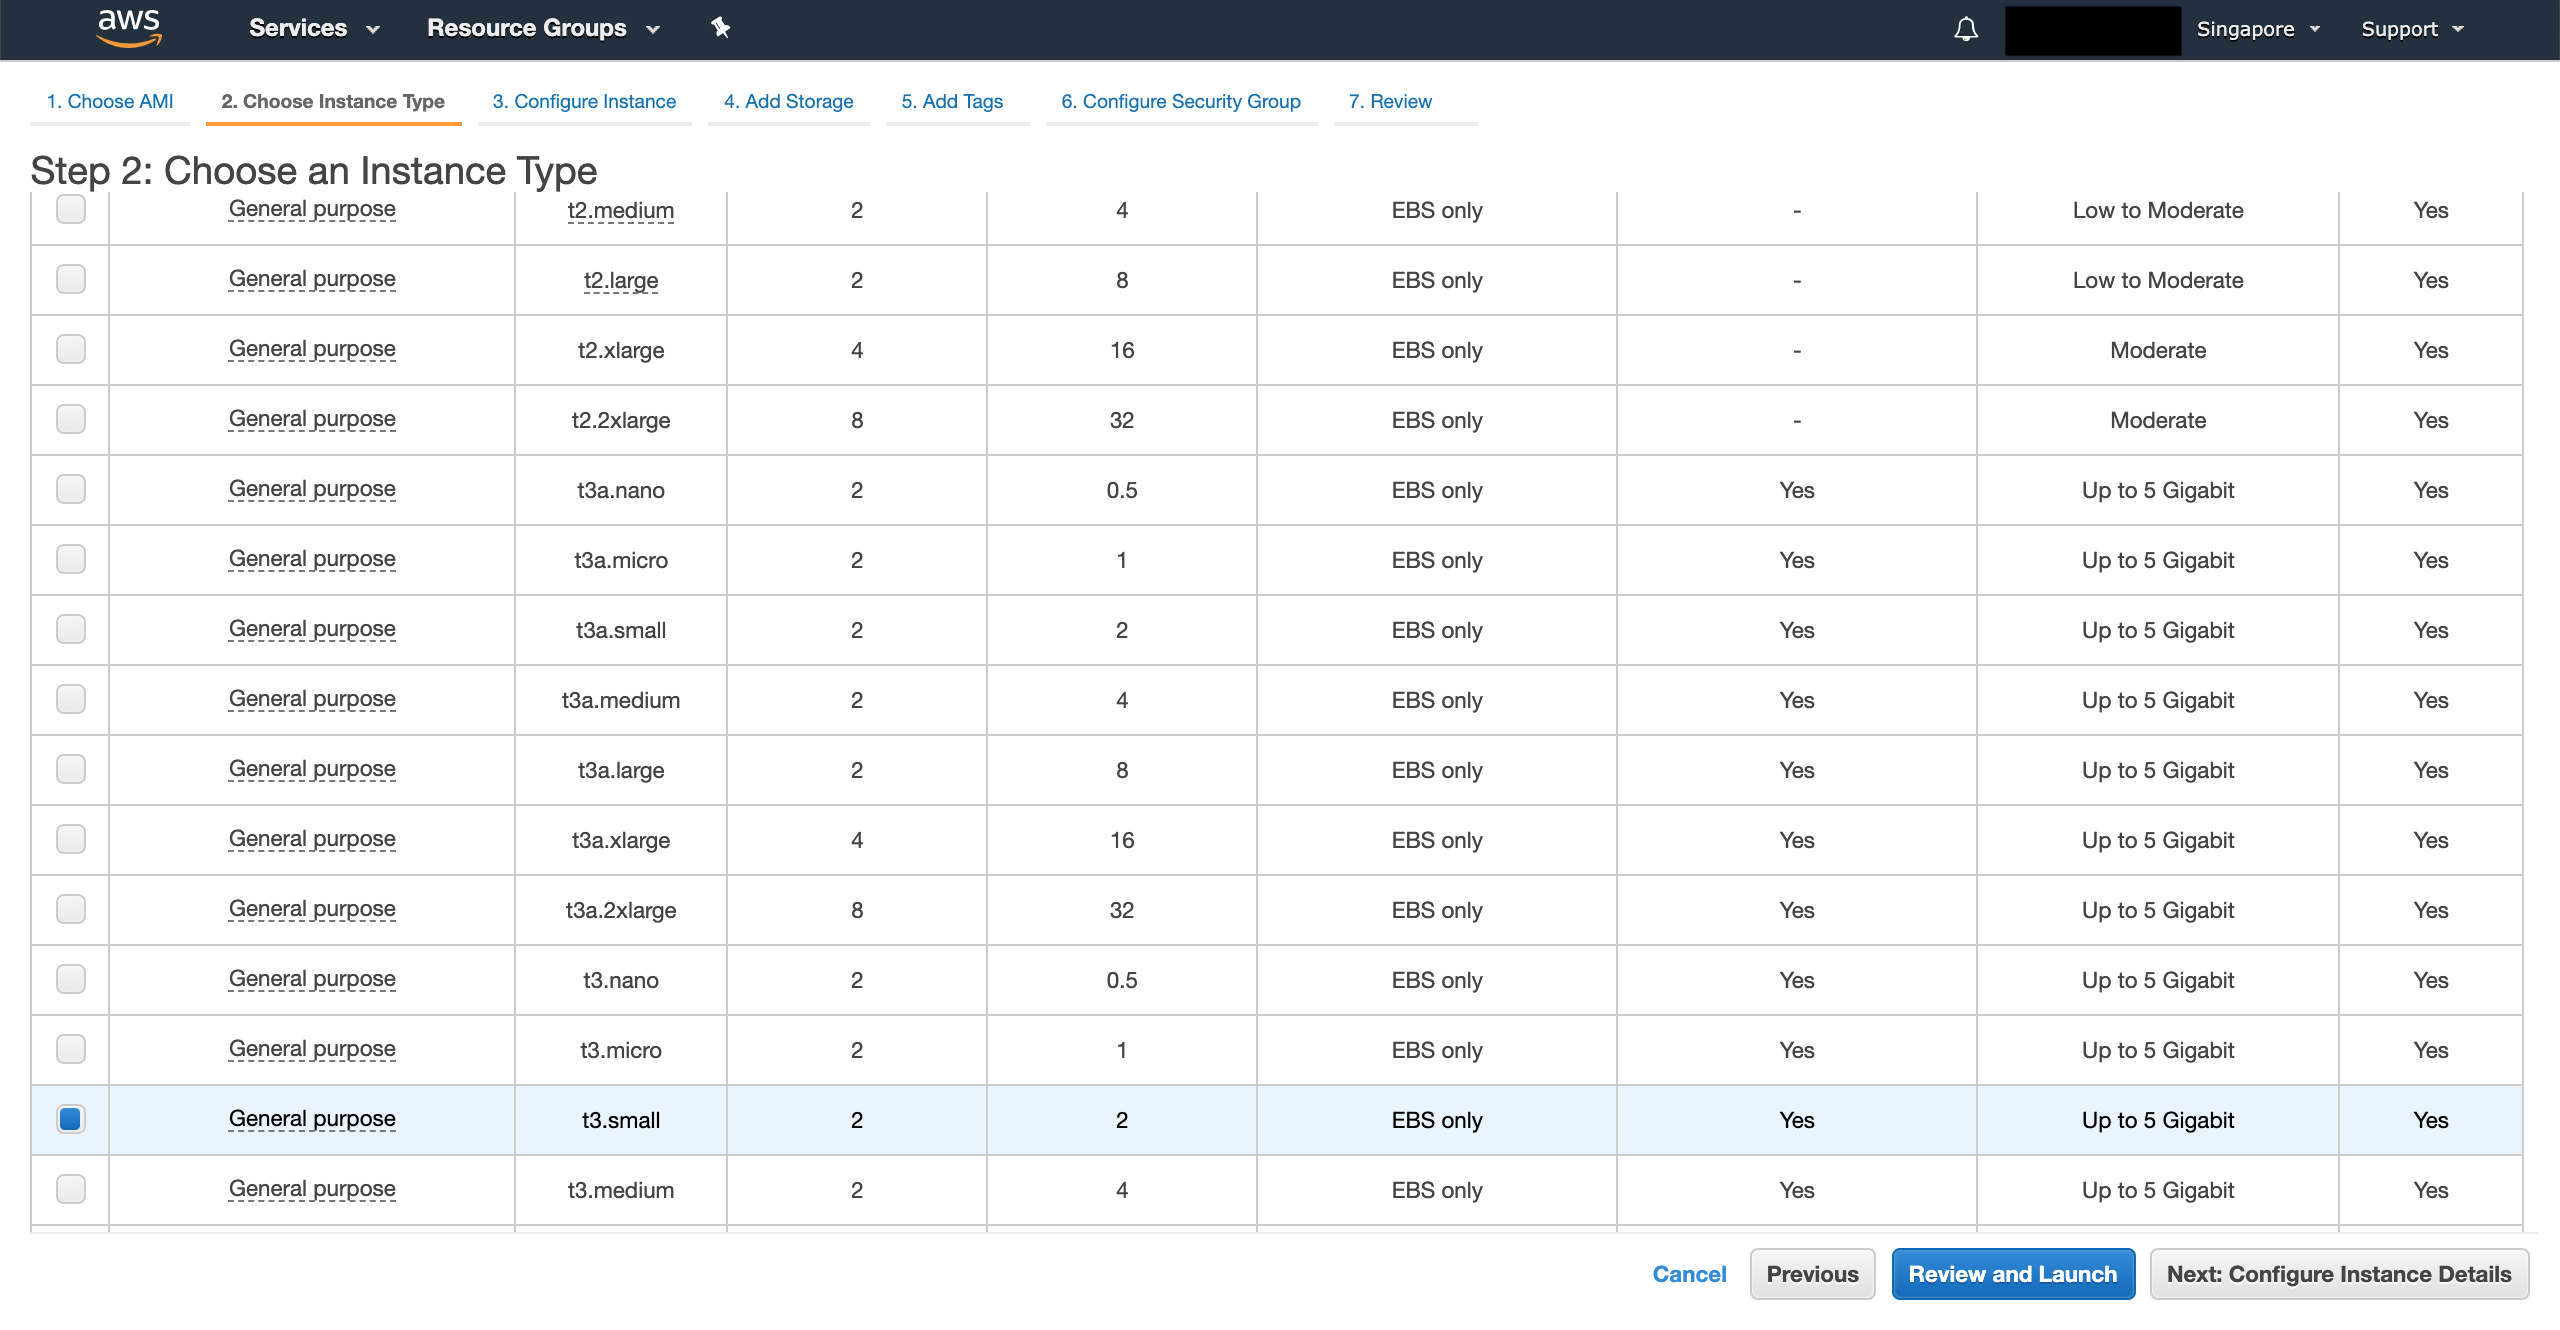 aws Services Resource Groups Singapore Support
1. Choose AMI 2. Choose Instance Type 3. Configure Instance 4. Add Storage 5. Add Tags 6. Configure Security Group 7. Review
Step 2: Choose an Instance Type
General purpose t2.medium 2 4 EBS only - Low to Moderate Yes
General purpose t2.large 2 8 EBS only - Low to Moderate Yes
General purpose t2.xlarge 4 16 EBS only - Moderate Yes
General purpose t2.2xlarge 8 32 EBS only - Moderate Yes
General purpose t3a.nano 2 0.5 EBS only Yes Up to 5 Gigabit Yes
General purpose t3a.micro 2 1 EBS only Yes Up to 5 Gigabit Yes
General purpose t3a.small 2 2 EBS only Yes Up to 5 Gigabit Yes
General purpose t3a.medium 2 4 EBS only Yes Up to 5 Gigabit Yes
General purpose t3a.large 2 8 EBS only Yes Up to 5 Gigabit Yes
General purpose t3a.xlarge 4 16 EBS only Yes Up to 5 Gigabit Yes
General purpose t3a.2xlarge 8 32 EBS only Yes Up to 5 Gigabit Yes
General purpose t3.nano 2 0.5 EBS only Yes Up to 5 Gigabit Yes
General purpose t3.micro 2 1 EBS only Yes Up to 5 Gigabit Yes
General purpose t3.small 2 2 EBS only Yes Up to 5 Gigabit Yes
General purpose t3.medium 2 4 EBS only Yes Up to 5 Gigabit Yes
Cancel Previous Review and Launch Next: Configure Instance Details